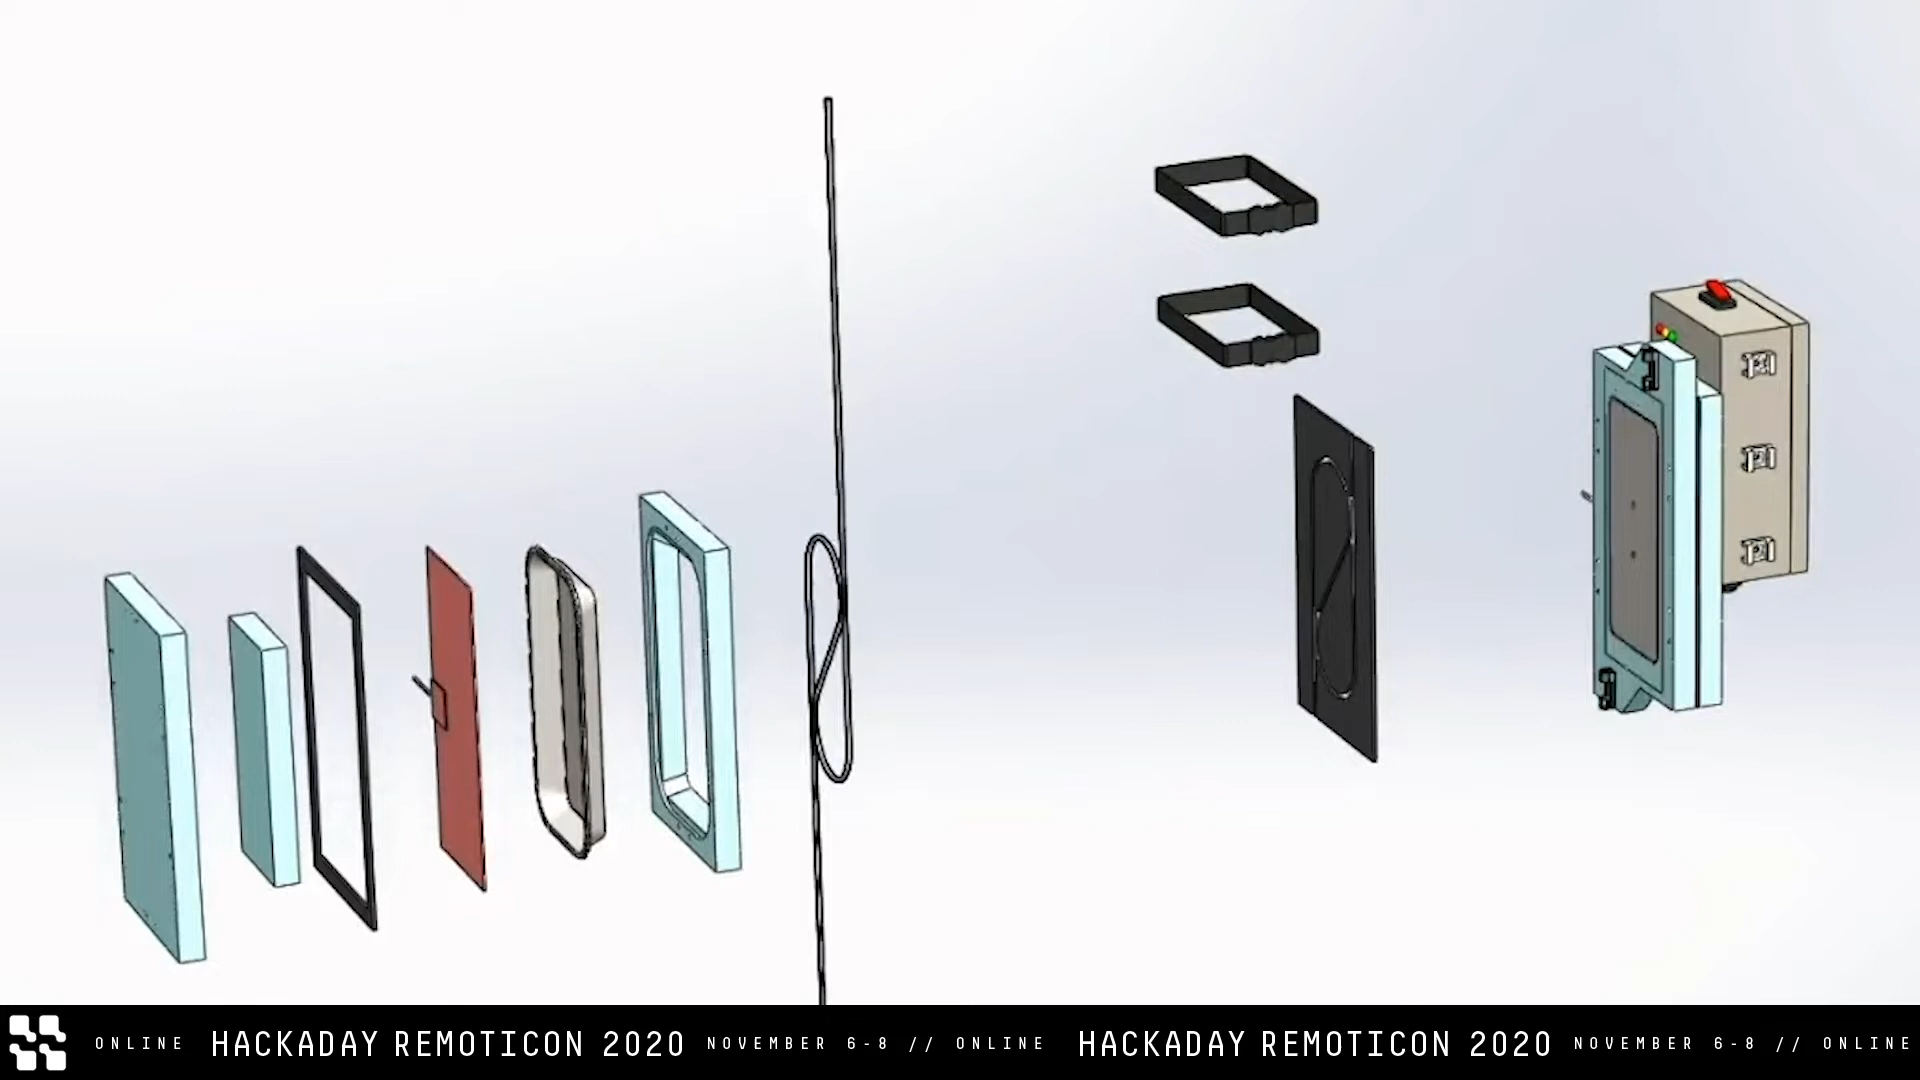 ONLINE HACKADAY REMOTICON 2020 NOVEMBER 6-8 // ONLINE HACKADAY REMOTICON 2020 NOVEMBER 6-8 // ONLINE